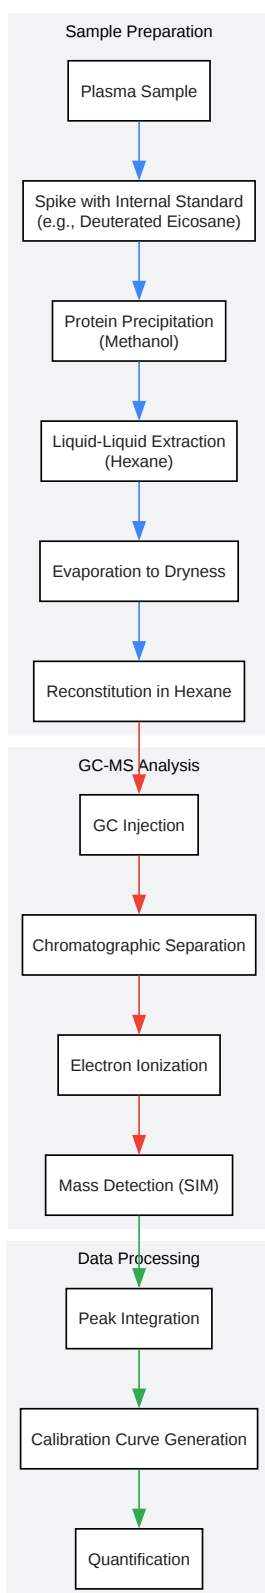 Sample Preparation
Plasma Sample
Spike with Internal Standard
(e.g., Deuterated Eicosane)
Protein Precipitation
(Methanol)
Liquid-Liquid Extraction
(Hexane)
Evaporation to Dryness
Reconstitution in Hexane
GC-MS Analysis
GC Injection
Chromatographic Separation
Electron Ionization
Mass Detection (SIM)
Data Processing
Peak Integration
Calibration Curve Generation
Quantification